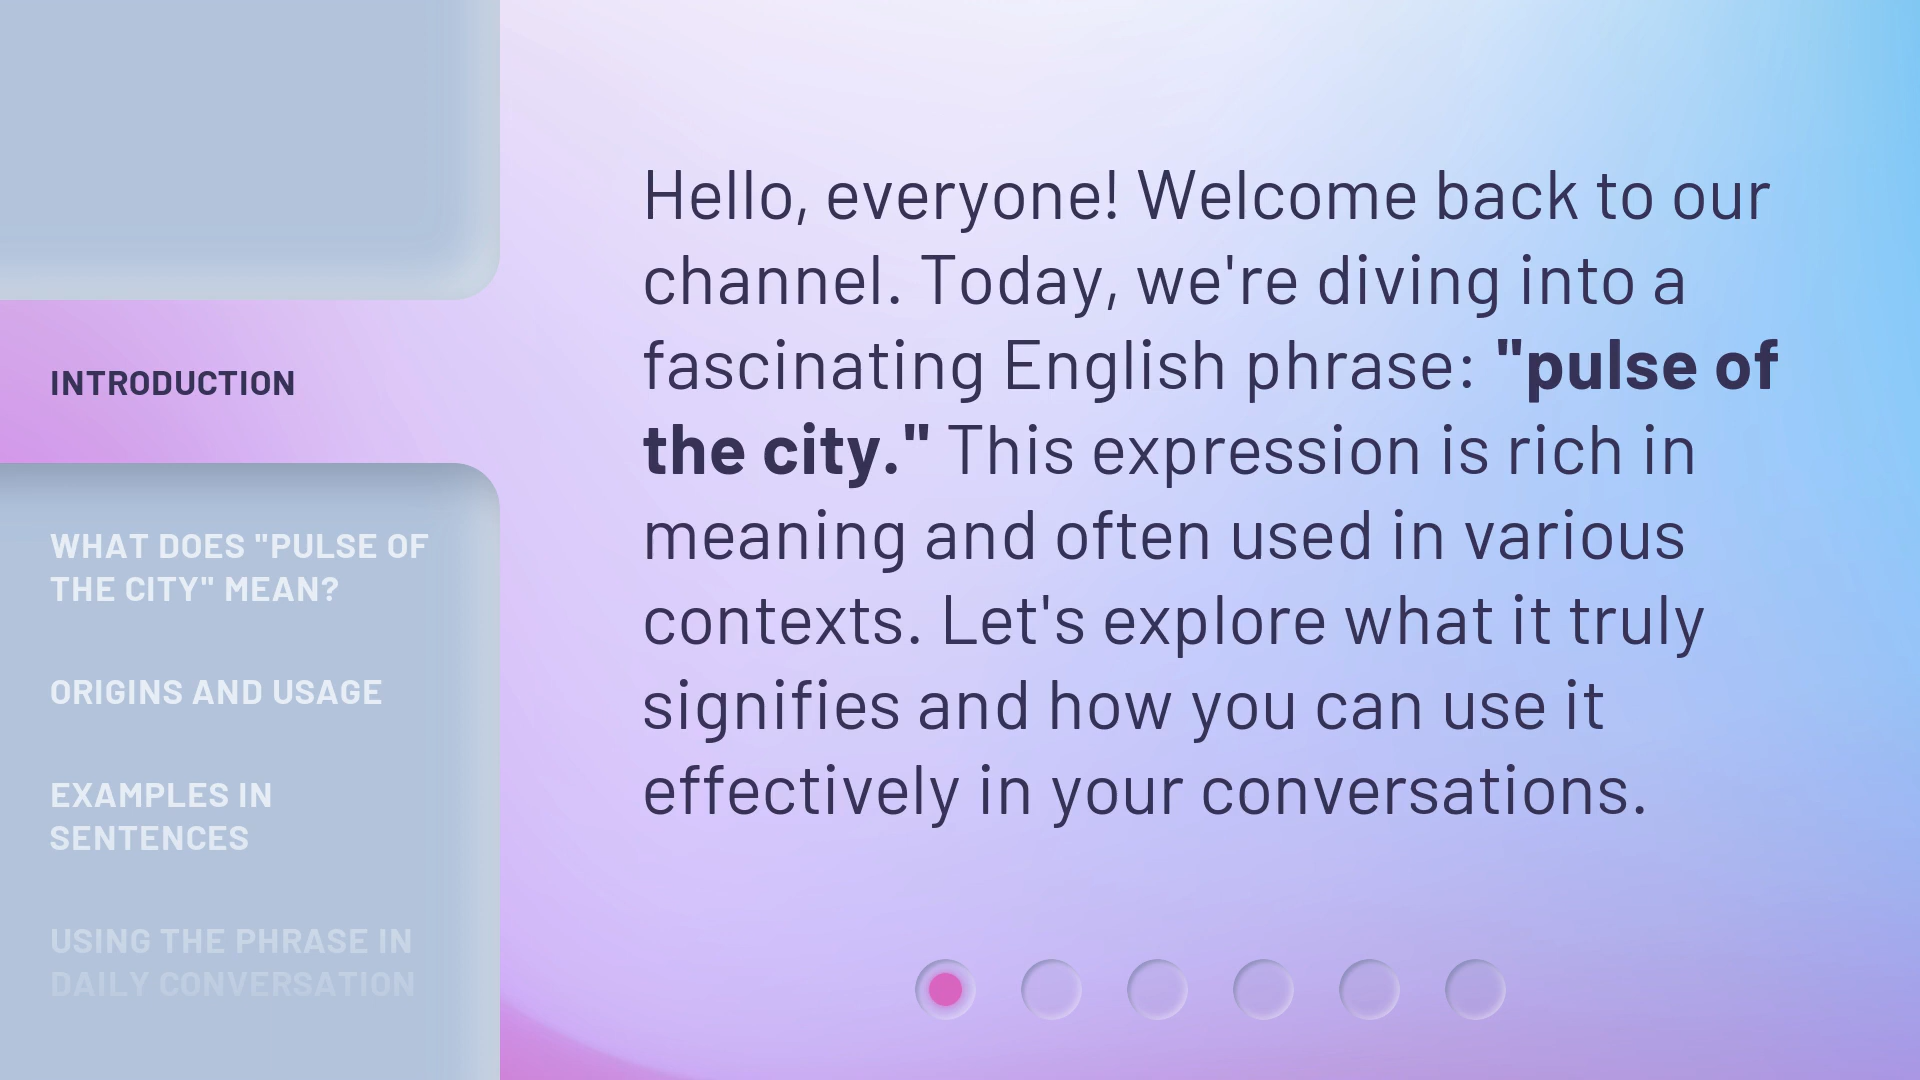 INTRODUCTION
WHAT DOES "PULSE OF
THE CITY" MEAN?
ORIGINS AND USAGE
EXAMPLES IN
SENTENCES
USING THE PHRASE IN
DAILY CONVERSATION
Hello, everyone! Welcome back to our
channel. Today, we're diving into a
fascinating English phrase: "pulse of
the city." This expression is rich in
meaning and often used in various
contexts. Let's explore what it truly
signifies and how you can use it
effectively in your conversations.